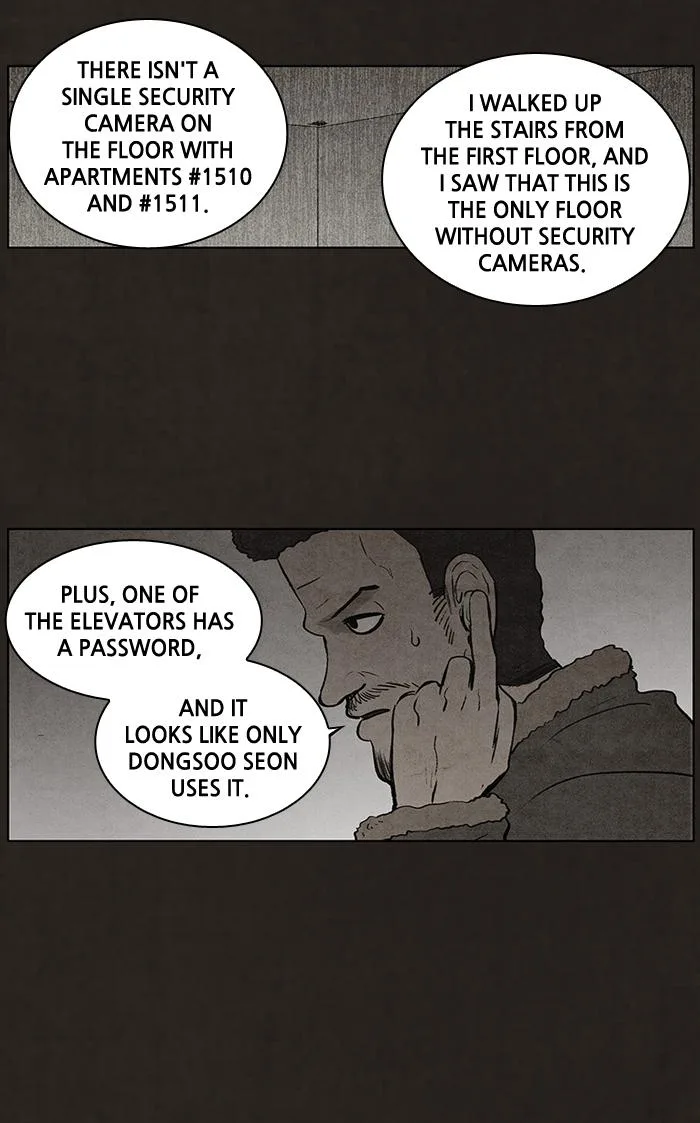 THERE ISN'T A
SINGLE SECURITY
CAMERA ON
THE FLOOR WITH
APARTMENTS #1510
AND #1511.
I WALKED UP
THE STAIRS FROM
THE FIRST FLOOR, AND
I SAW THAT THIS IS
THE ONLY FLOOR
WITHOUT SECURITY
CAMERAS.
PLUS, ONE OF
THE ELEVATORS HAS
A PASSWORD,
AND IT
LOOKS LIKE ONLY
DONGSOO SEON
USES IT.